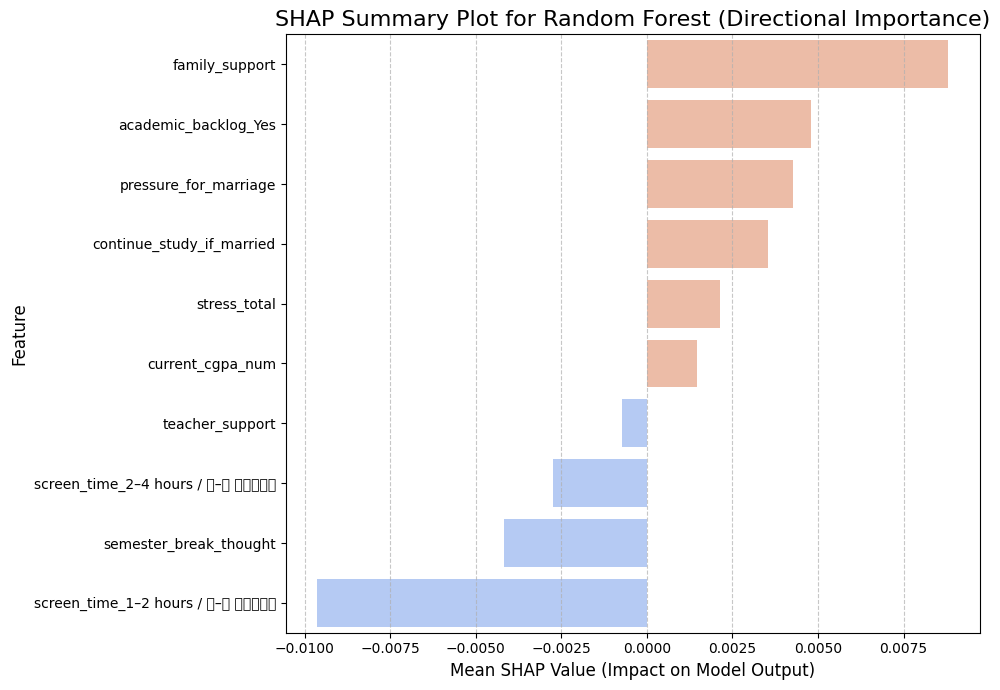 SHAP Summary Plot for Random Forest (Directional Importance)
family_support
academic_backlog_Yes
pressure_for_marriage
continue_study_if_married
stress_total
current_cgpa_num
teacher_support
screen_time_2–4 hours /
semester_break_thought
screen_time_1–2 hours /
Feature
−0.0100 −0.0075 −0.0050 −0.0025 0.0000 0.0025 0.0050 0.0075
Mean SHAP Value (Impact on Model Output)